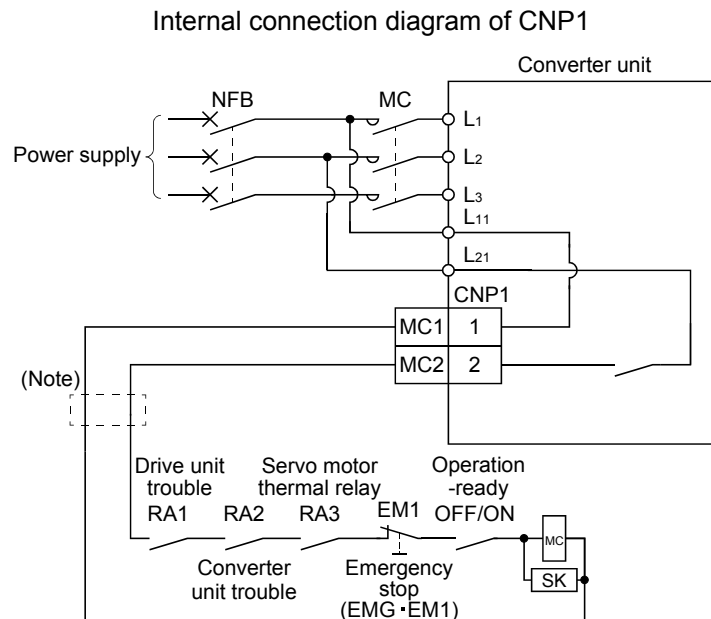 Internal connection diagram of CNP1
Converter unit
NFB
MC
L1
Power supply
L2
L3
L11
L21
CNP1
MC1
1
MC2
2
(Note)
Drive unit
trouble
RA1
RA2
Converter
unit trouble
Servo motor
thermal relay
RA3
EM1
Emergency
stop
(EMG·EM1)
Operation
-ready
OFF/ON
MC
SK